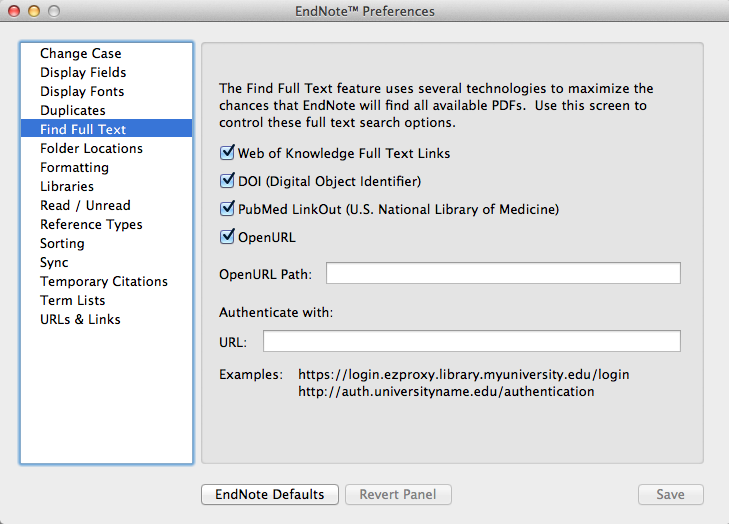 EndNote™ Preferences
Change Case
Display Fields
Display Fonts
Duplicates
Find Full Text
Folder Locations
Formatting
Libraries
Read / Unread
Reference Types
Sorting
Sync
Temporary Citations
Term Lists
URLs & Links
The Find Full Text feature uses several technologies to maximize the
chances that EndNote will find all available PDFs.  Use this screen to
control these full text search options.
Web of Knowledge Full Text Links
DOI (Digital Object Identifier)
PubMed LinkOut (U.S. National Library of Medicine)
OpenURL
OpenURL Path:
Authenticate with:
URL:
Examples: https://login.ezproxy.library.myuniversity.edu/login
http://auth.universityname.edu/authentication
EndNote Defaults Revert Panel Save